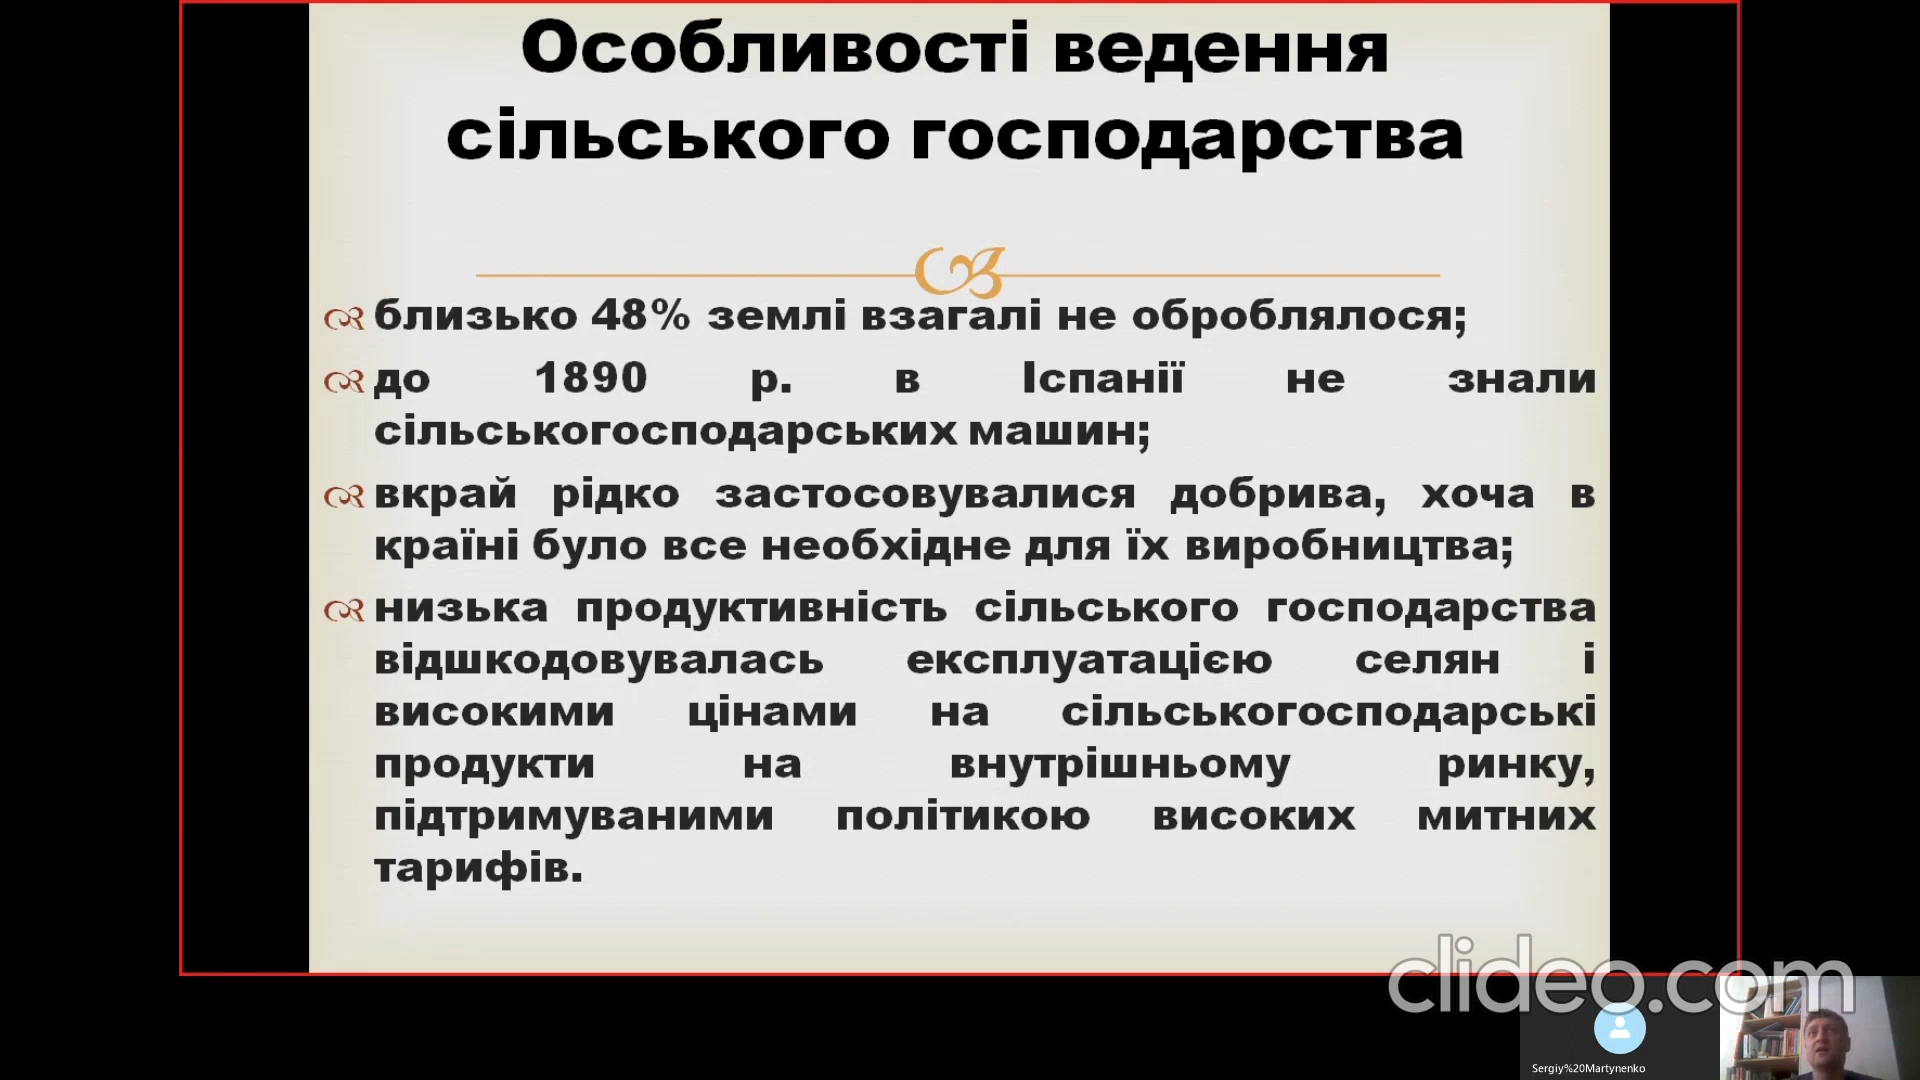 Особливості ведення
сільського господарства
близько 48% землі взагалі не оброблялося;
до 1890 р. в Іспанії не знали
сільськогосподарських машин;
вкрай рідко застосовувалися добрива, хоча в
країні було все необхідне для їх виробництва;
низька продуктивність сільського господарства
відшкодовувалась експлуатацією селян і
високими цінами на сільськогосподарські
продукти на внутрішньому ринку,
підтримуваними політикою високих митних
тарифів.
clideo.com
Sergiy%20Martynenko